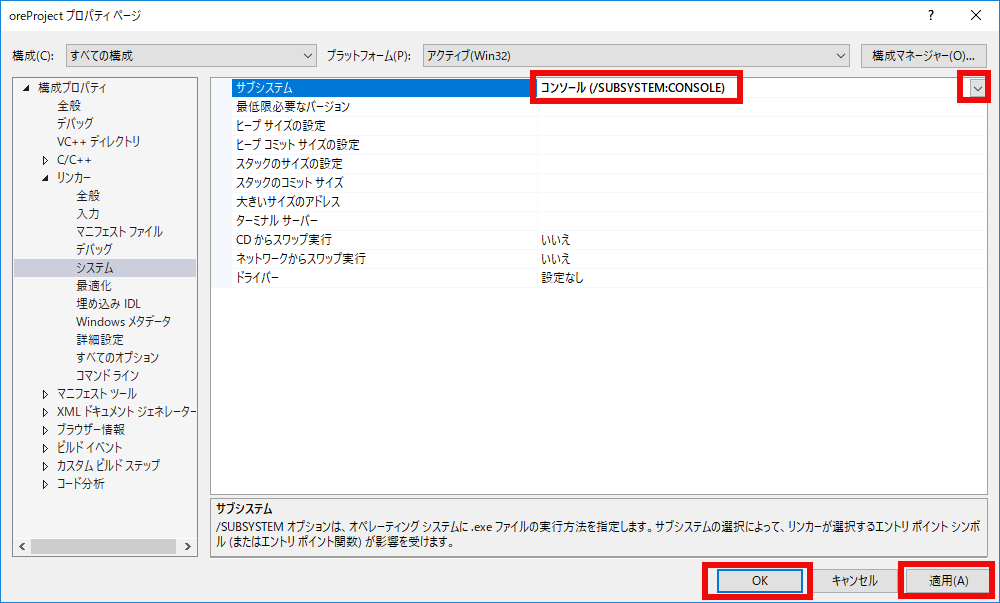 oreProject プロパティ ページ
構成(C): すべての構成 プラットフォーム(P): アクティブ(Win32) 構成マネージャー(O)...
構成プロパティ
全般
デバッグ
VC++ ディレクトリ
C/C++
リンカー
全般
入力
マニフェスト ファイル
デバッグ
システム
最適化
埋め込み IDL
Windows メタデータ
詳細設定
すべてのオプション
コマンド ライン
マニフェスト ツール
XML ドキュメント ジェネレーター
ブラウザー情報
ビルド イベント
カスタム ビルド ステップ
コード分析
サブシステム コンソール (/SUBSYSTEM:CONSOLE)
最低限必要なバージョン
ヒープ サイズの設定
ヒープ コミット サイズの設定
スタックのサイズの設定
スタックのコミット サイズ
大きいサイズのアドレス
ターミナル サーバー
CD からスワップ実行 いいえ
ネットワークからスワップ実行 いいえ
ドライバー 設定なし
サブシステム
/SUBSYSTEM オプションは、オペレーティング システムに .exe ファイルの実行方法を指定します。サブシステムの選択によって、リンカーが選択するエントリ ポイント シンボ
ル (またはエントリ ポイント関数) が影響を受けます。
OK キャンセル 適用(A)